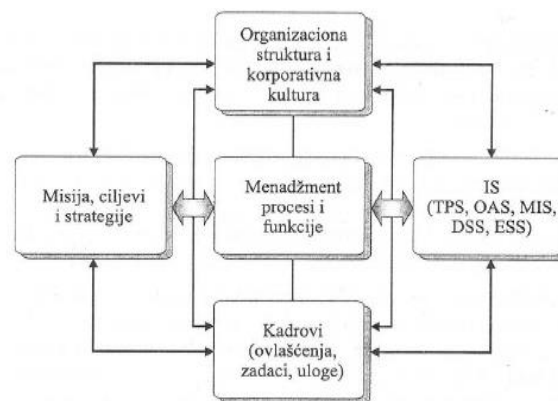 Organizaciona
struktura i
korporativna
kultura
Misija, ciljevi
i strategije
Menadžment
procesi i
funkcije
IS
(TPS, OAS, MIS,
DSS, ESS)
Kadrovi
(ovlašćenja,
zadaci, uloge)